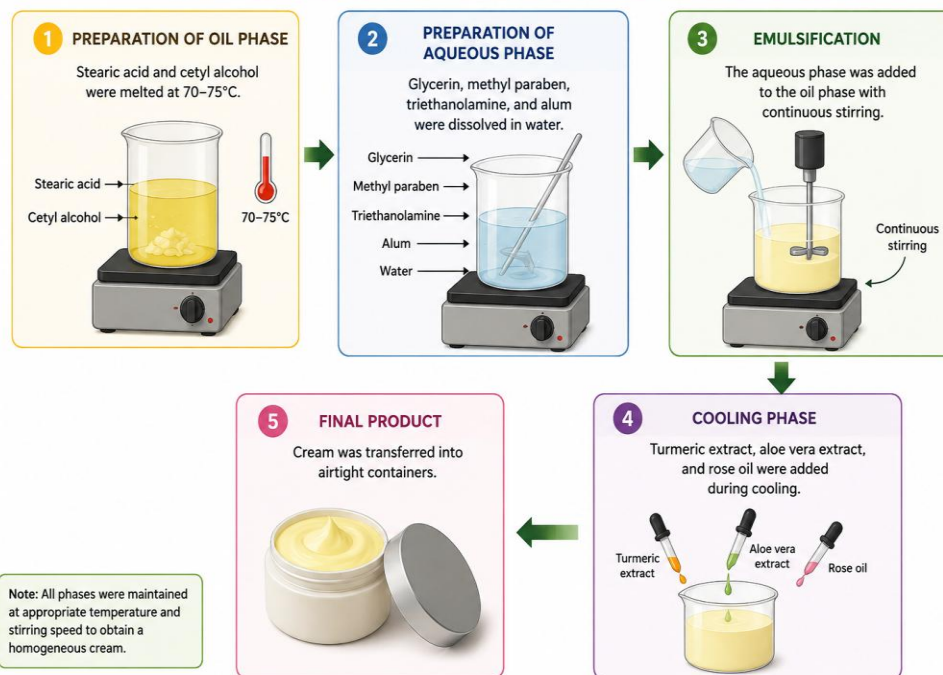 1 PREPARATION OF OIL PHASE
Stearic acid and cetyl alcohol
were melted at 70–75°C.
Stearic acid
Cetyl alcohol
70–75°C
2 PREPARATION OF
AQUEOUS PHASE
Glycerin, methyl paraben,
triethanolamine, and alum
were dissolved in water.
Glycerin
Methyl paraben
Triethanolamine
Alum
Water
3 EMULSIFICATION
The aqueous phase was added
to the oil phase with
continuous stirring.
Continuous
stirring
4 COOLING PHASE
Turmeric extract, aloe vera extract,
and rose oil were added
during cooling.
Turmeric
extract
Aloe vera
extract
Rose oil
5 FINAL PRODUCT
Cream was transferred into
airtight containers.
Note: All phases were maintained
at appropriate temperature and
stirring speed to obtain a
homogeneous cream.